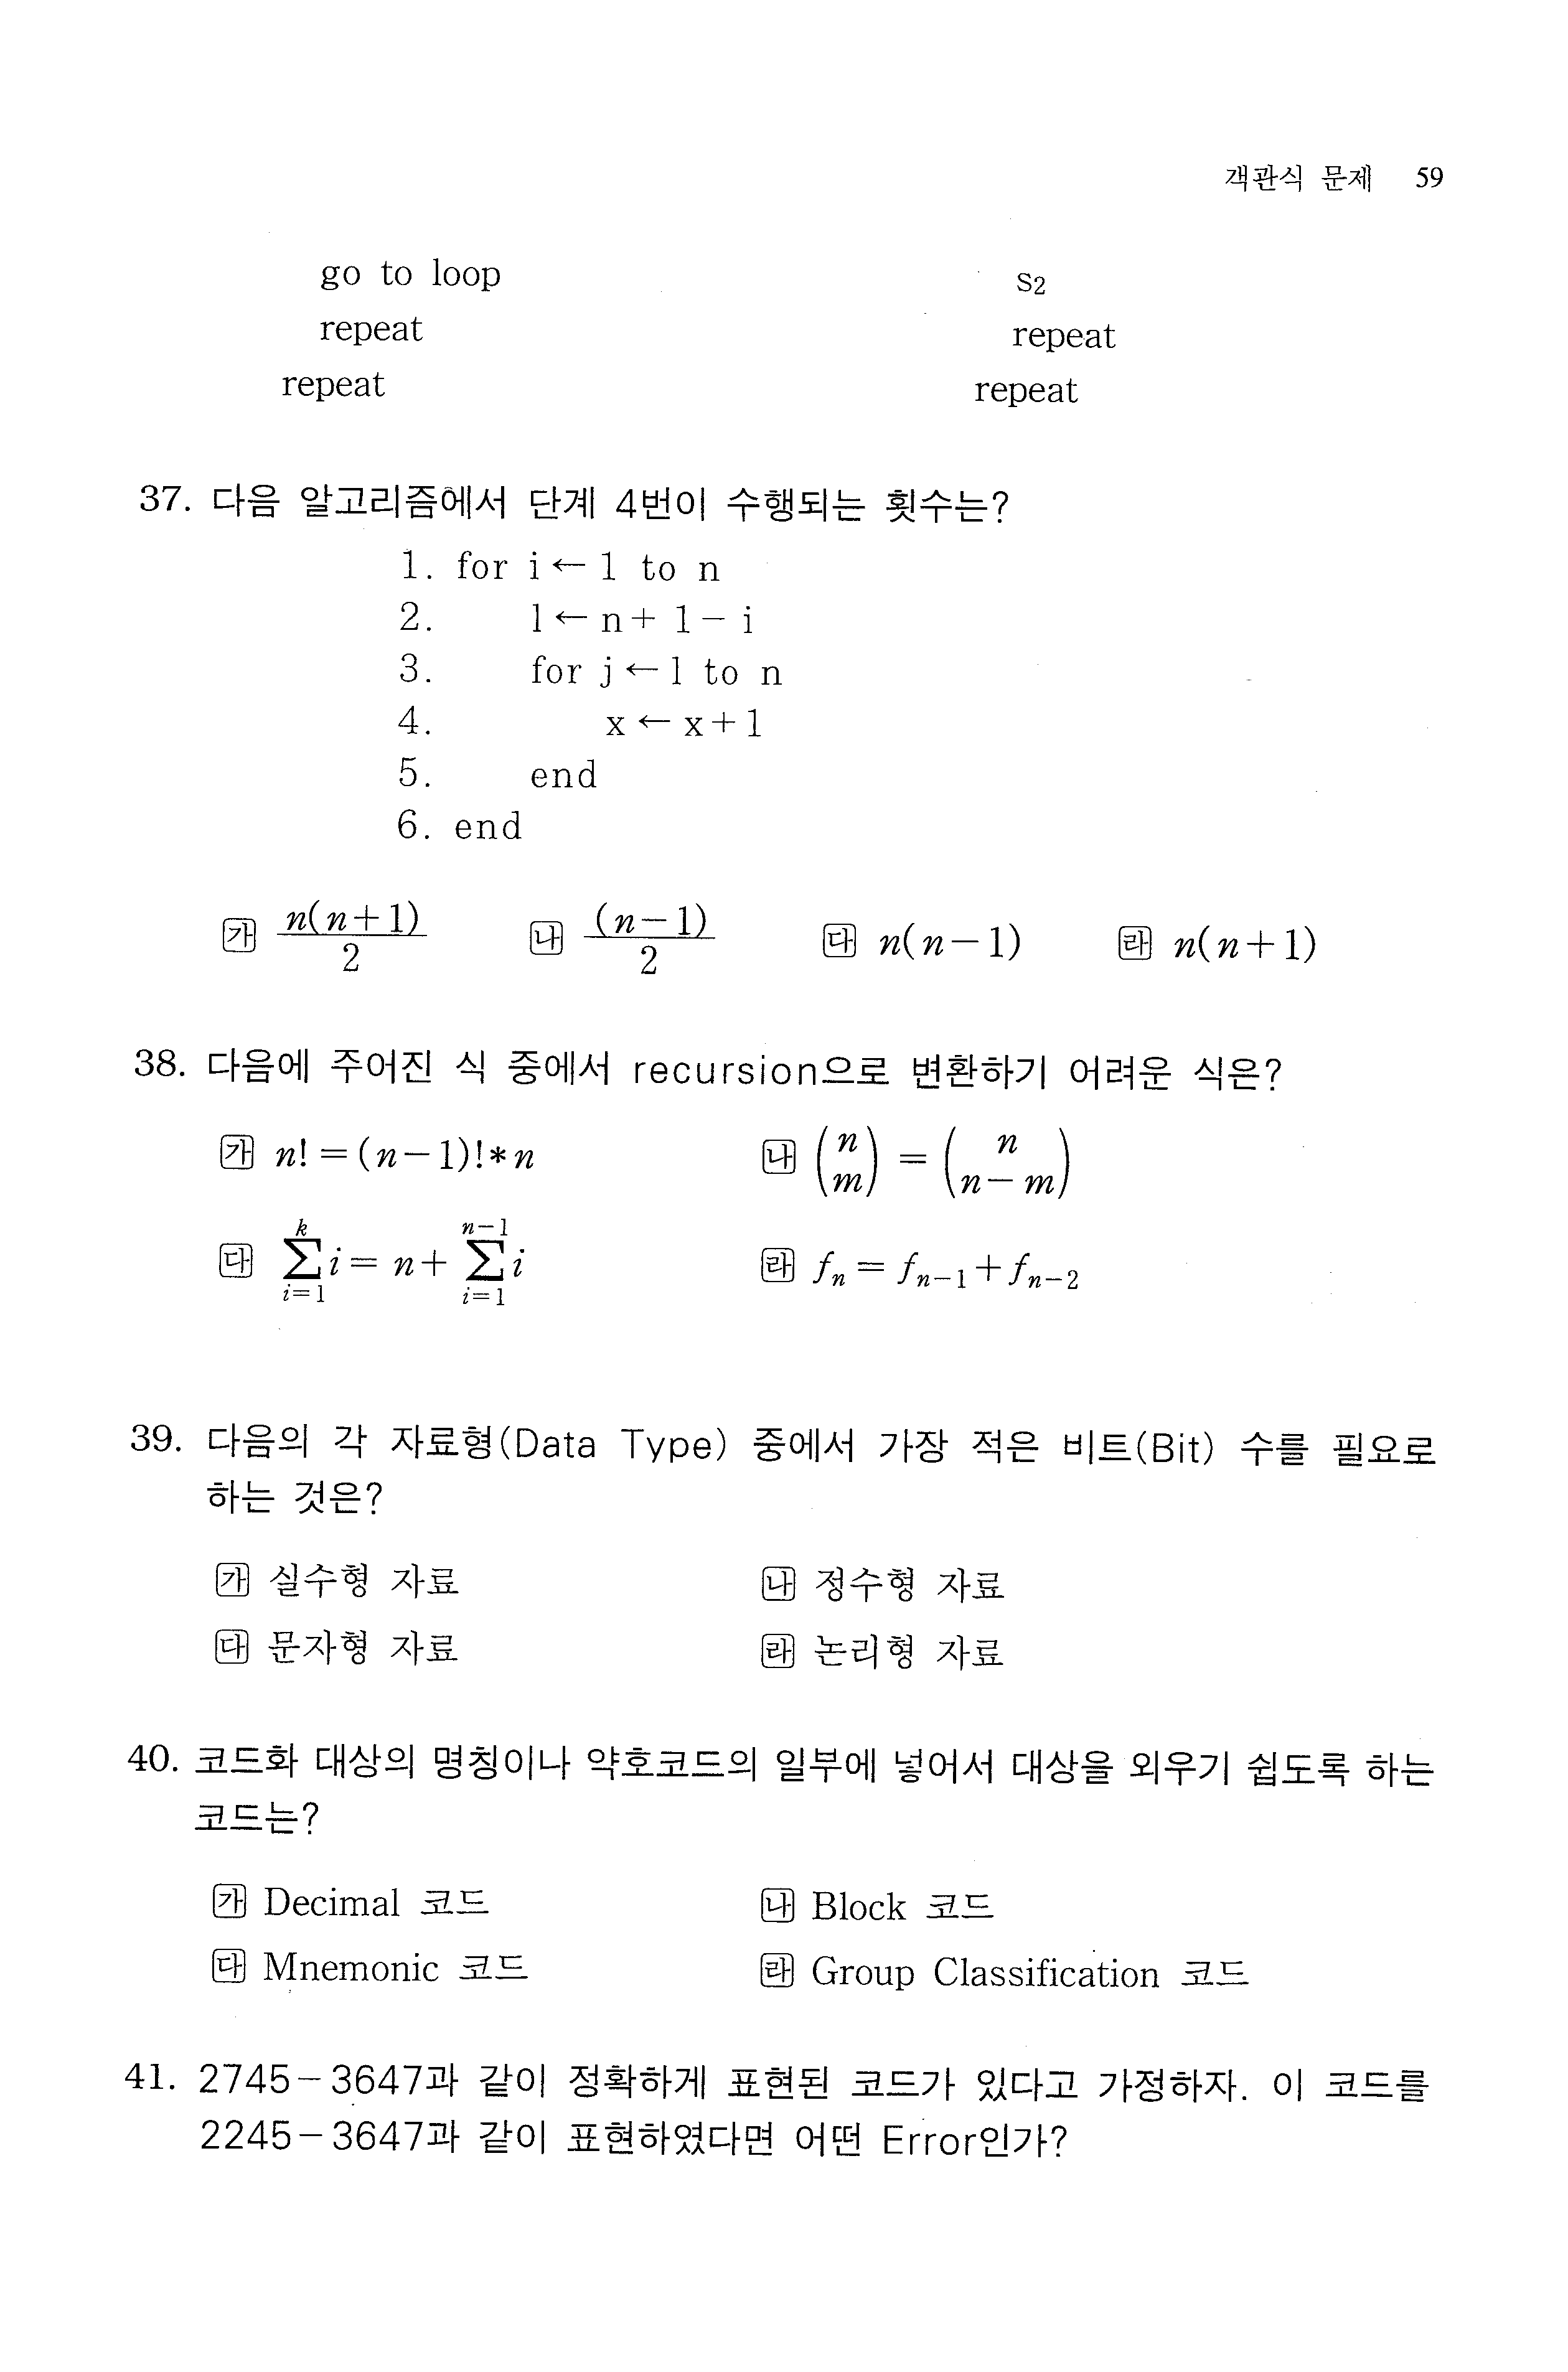 객관식 문제 59
go to loop
repeat
repeat
s₂
repeat
repeat
37. 다음 알고리즘에서 단계 4번이 수행되는 횟수는?
1. for i ← 1 to n
2. l ← n + 1 − i
3. for j ← 1 to n
4. x ← x + 1
5. end
6. end
㉮ n(n+1)/2 ㉯ (n−1)/2 ㉰ n(n−1) ㉱ n(n+1)
38. 다음에 주어진 식 중에서 recursion으로 변환하기 어려운 식은?
㉮ n! = (n−1)!*n ㉯ (n m) = (n n−m)
㉰ ∑_{i=1}^{k} i = n + ∑_{i=1}^{n−1} i ㉱ fₙ = fₙ₋₁ + fₙ₋₂
39. 다음의 각 자료형(Data Type) 중에서 가장 적은 비트(Bit) 수를 필요로
하는 것은?
㉮ 실수형 자료 ㉯ 정수형 자료
㉰ 문자형 자료 ㉱ 논리형 자료
40. 코드화 대상의 명칭이나 약호코드의 일부에 넣어서 대상을 외우기 쉽도록 하는
코드는?
㉮ Decimal 코드 ㉯ Block 코드
㉰ Mnemonic 코드 ㉱ Group Classification 코드
41. 2745−3647과 같이 정확하게 표현된 코드가 있다고 가정하자. 이 코드를
2245−3647과 같이 표현하였다면 어떤 Error인가?